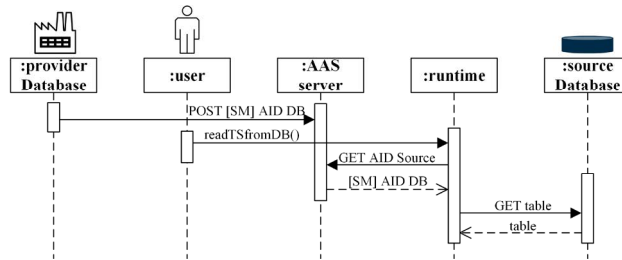 :provider
Database
:user
:AAS
server
:runtime
:source
Database
POST [SM] AID DB
readTSfromDB()
GET AID Source
[SM] AID DB
GET table
table